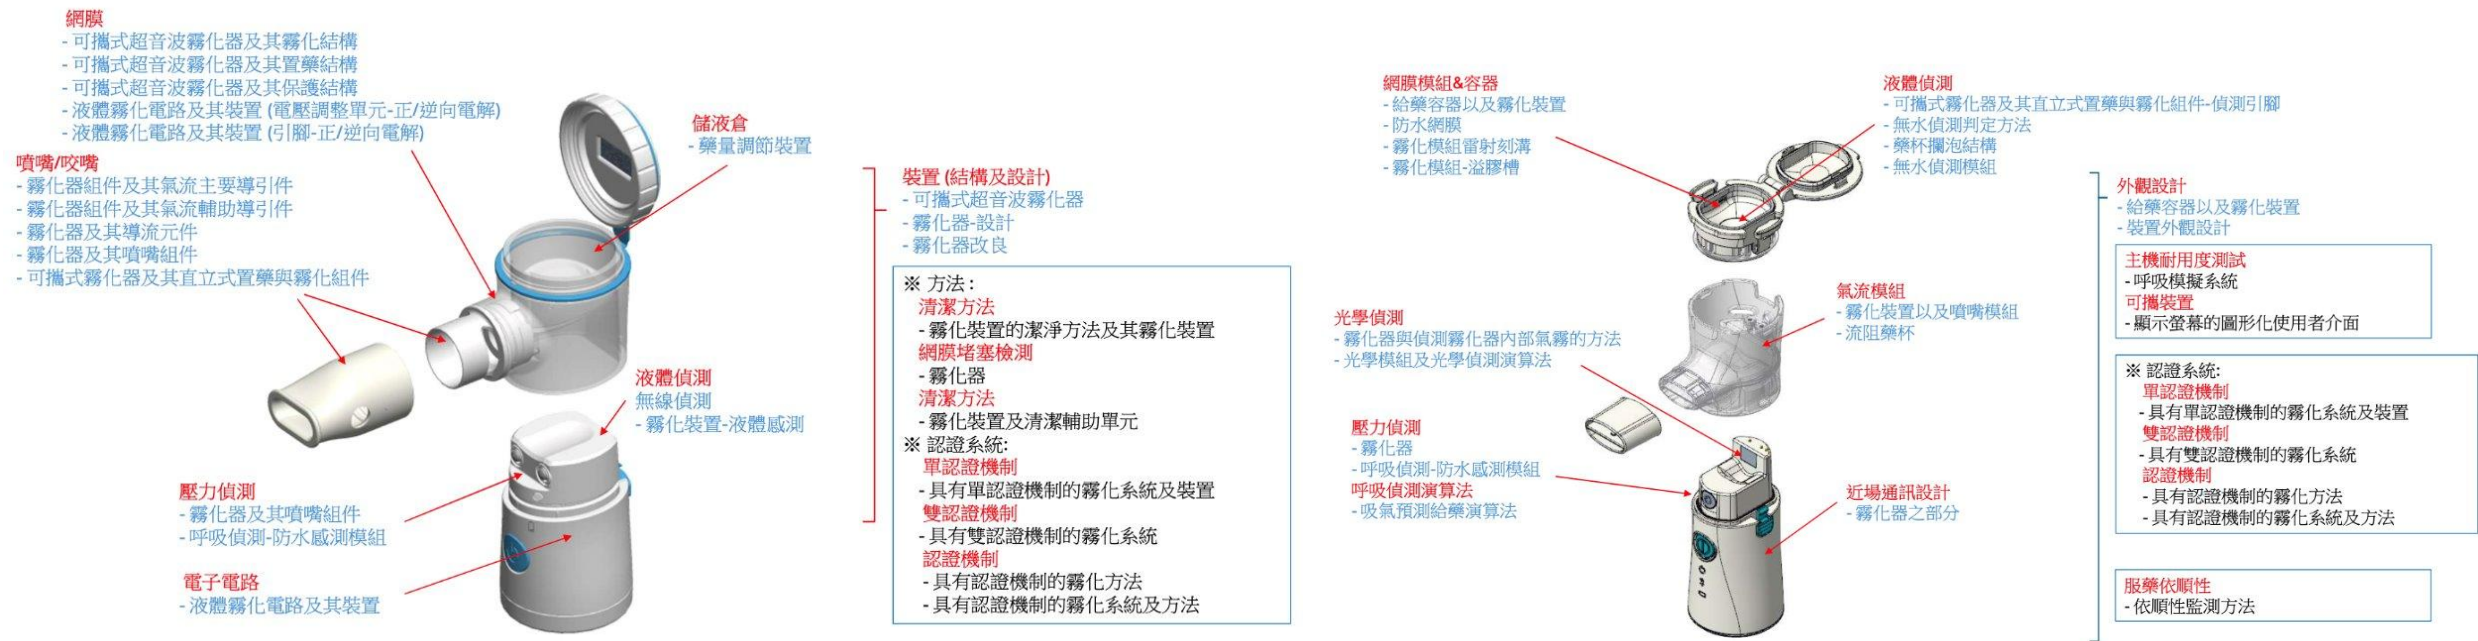 網膜
- 可攜式超音波霧化器及其霧化結構
- 可攜式超音波霧化器及其置藥結構
- 可攜式超音波霧化器及其保護結構
- 液體霧化電路及其裝置 (電壓調整單元-正/逆向電解)
- 液體霧化電路及其裝置 (引腳-正/逆向電解)
噴嘴/咬嘴
- 霧化器組件及其氣流主要導引件
- 霧化器組件及其氣流輔助導引件
- 霧化器及其導流元件
- 霧化器及其噴嘴組件
- 可攜式霧化器及其直立式置藥與霧化組件
儲液倉
- 藥量調節裝置
液體偵測
無線偵測
- 霧化裝置-液體感測
壓力偵測
- 霧化器及其噴嘴組件
- 呼吸偵測-防水感測模組
電子電路
- 液體霧化電路及其裝置
裝置 (結構及設計)
- 可攜式超音波霧化器
- 霧化器-設計
- 霧化器改良
※ 方法 :
清潔方法
- 霧化裝置的潔淨方法及其霧化裝置
網膜堵塞檢測
- 霧化器
清潔方法
- 霧化裝置及清潔輔助單元
※ 認證系統:
單認證機制
- 具有單認證機制的霧化系統及裝置
雙認證機制
- 具有雙認證機制的霧化系統
認證機制
- 具有認證機制的霧化方法
- 具有認證機制的霧化系統及方法
網膜模組&容器
- 給藥容器以及霧化裝置
- 防水網膜
- 霧化模組雷射刻溝
- 霧化模組-溢膠槽
液體偵測
- 可攜式霧化器及其直立式置藥與霧化組件-偵測引腳
- 無水偵測判定方法
- 藥杯攔泡結構
- 無水偵測模組
光學偵測
- 霧化器與偵測霧化器內部氣霧的方法
- 光學模組及光學偵測演算法
氣流模組
- 霧化裝置以及噴嘴模組
- 流阻藥杯
壓力偵測
- 霧化器
- 呼吸偵測-防水感測模組
呼吸偵測演算法
- 吸氣預測給藥演算法
近場通訊設計
- 霧化器之部分
外觀設計
- 給藥容器以及霧化裝置
- 裝置外觀設計
主機耐用度測試
- 呼吸模擬系統
可攜裝置
- 顯示螢幕的圖形化使用者介面
※ 認證系統:
單認證機制
- 具有單認證機制的霧化系統及裝置
雙認證機制
- 具有雙認證機制的霧化系統
認證機制
- 具有認證機制的霧化方法
- 具有認證機制的霧化系統及方法
服藥依順性
- 依順性監測方法